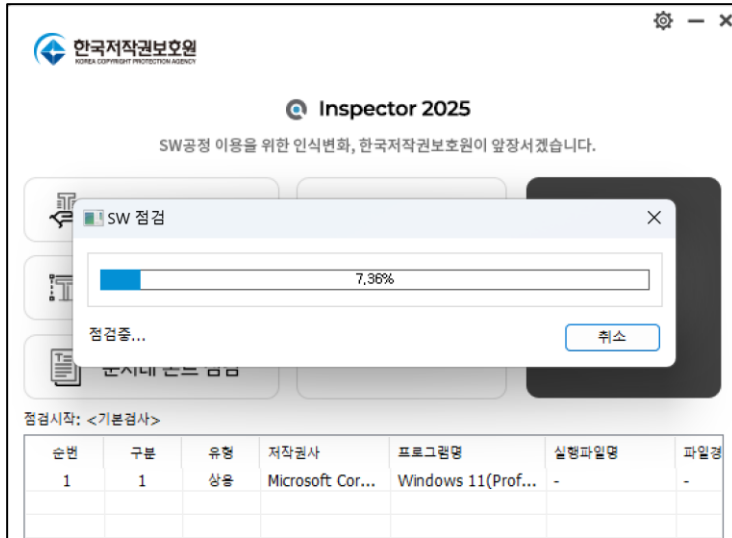 한국저작권보호원
KOREA COPYRIGHT PROTECTION AGENCY
Inspector 2025
SW공정 이용을 위한 인식변화, 한국저작권보호원이 앞장서겠습니다.
SW 점검
7.36%
점검중...
취소
점검시작: <기본검사>
순번 구분 유형 저작권사 프로그램명 실행파일명 파일경
1 1 상용 Microsoft Cor... Windows 11(Prof... - -